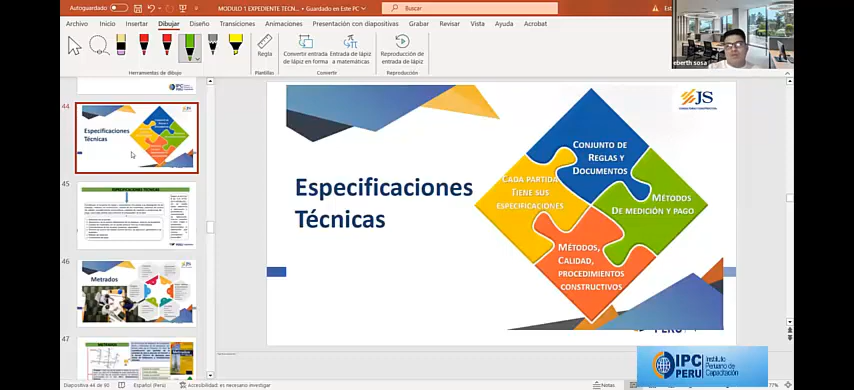 Autoguardado
MODULO 1 EXPEDIENTE TECN... • Guardado en Este PC
Buscar
Archivo Inicio Insertar Dibujar Diseño Transiciones Animaciones Presentación con diapositivas Grabar Revisar Vista Ayuda Acrobat
eberth sosa
Regla
Convertir entrada de lápiz en forma
Entrada de lápiz a matemáticas
Reproducción de entrada de lápiz
Herramientas de dibujo
Plantillas
Convertir
Reproducción
44
Especificaciones
Técnicas
45
ESPECIFICACIONES TÉCNICAS
46
Metrados
47
JS
Especificaciones
Técnicas
CONJUNTO DE
REGLAS Y
DOCUMENTOS
CADA PARTIDA
TIENE SUS
ESPECIFICACIONES
MÉTODOS
DE MEDICIÓN Y PAGO
MÉTODOS,
CALIDAD,
PROCEDIMIENTOS
CONSTRUCTIVOS
IPC
PERÚ
Instituto
Peruano de
Capacitación
Diapositiva 44 de 90
Español (Perú)
Accesibilidad: es necesario investigar
Notas
77%